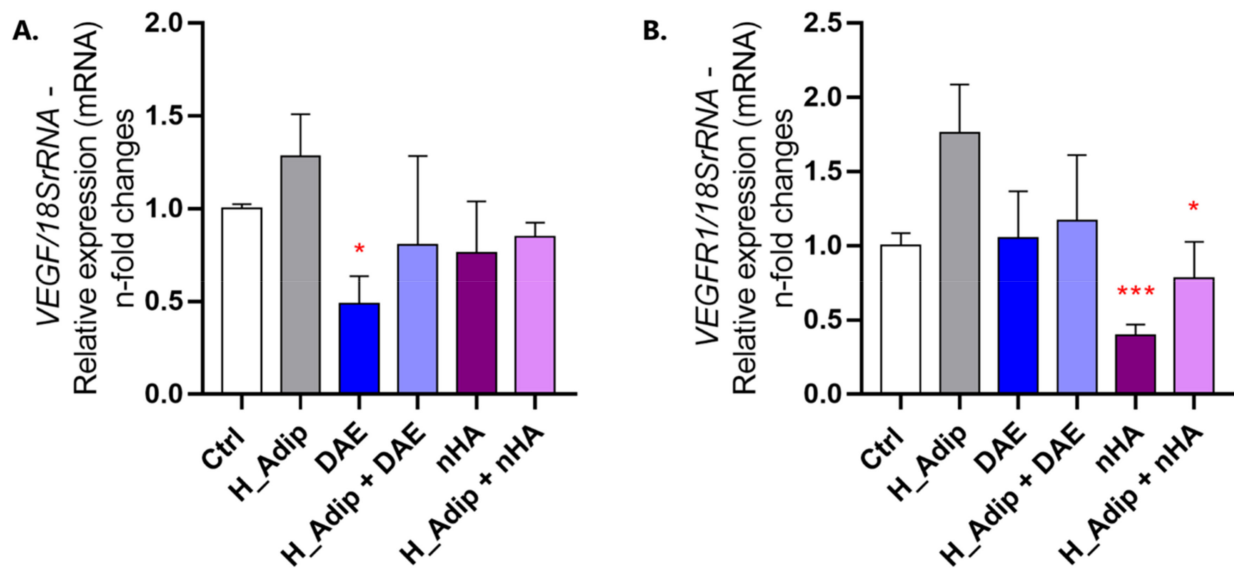 A.
VEGF/18SrRNA -
Relative expression (mRNA)
n-fold changes
2.0
1.5
1.0
0.5
0.0
*
Ctrl
H_Adip
DAE
H_Adip + DAE
nHA
H_Adip + nHA
B.
VEGFR1/18SrRNA -
Relative expression (mRNA)
n-fold changes
2.5
2.0
1.5
1.0
0.5
0.0
***
*
Ctrl
H_Adip
DAE
H_Adip + DAE
nHA
H_Adip + nHA